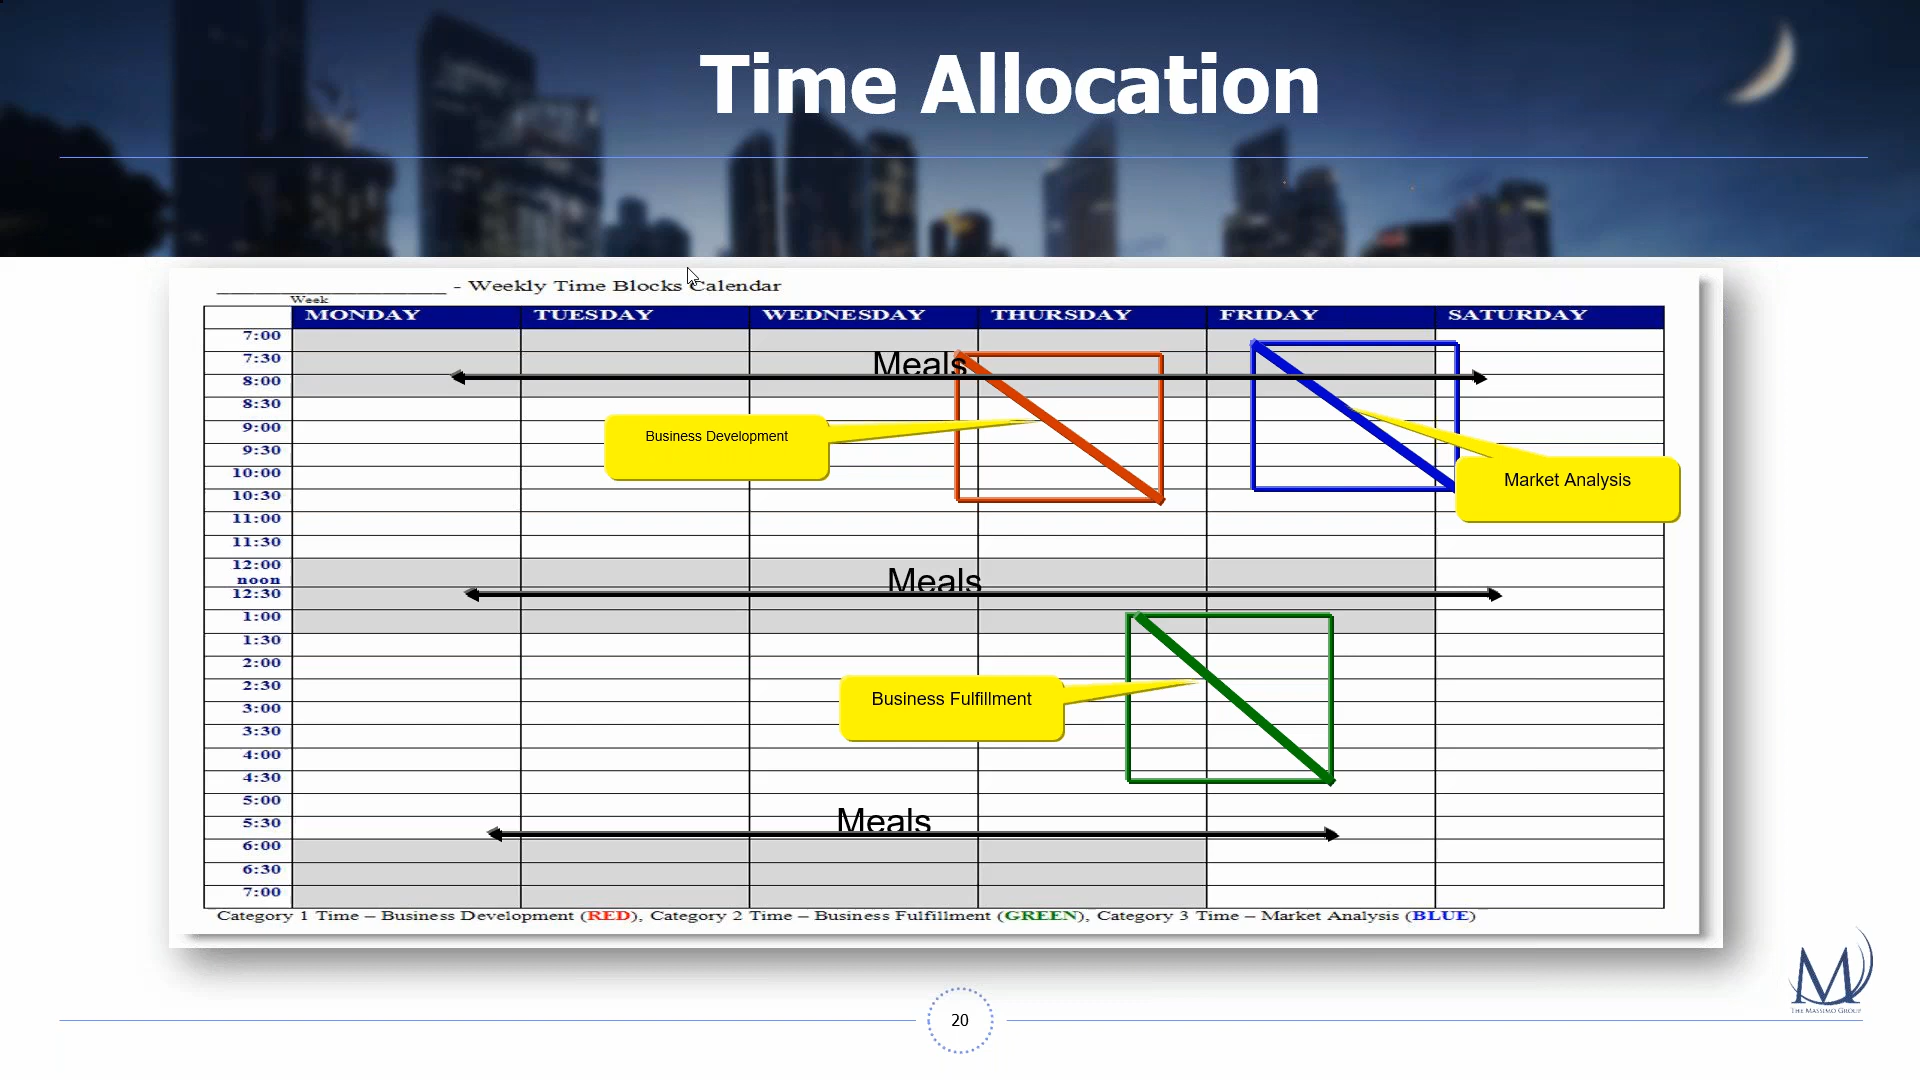 Time Allocation
____________________ - Weekly Time Blocks Calendar
Week
MONDAY TUESDAY WEDNESDAY THURSDAY FRIDAY SATURDAY
7:00
7:30
Meals
8:00
8:30
9:00
Business Development
9:30
10:00
Market Analysis
10:30
11:00
11:30
12:00
noon
Meals
12:30
1:00
1:30
2:00
2:30
Business Fulfillment
3:00
3:30
4:00
4:30
5:00
5:30
Meals
6:00
6:30
7:00
Category 1 Time – Business Development (RED), Category 2 Time – Business Fulfillment (GREEN), Category 3 Time – Market Analysis (BLUE)
M
THE MASSIMO GROUP
20